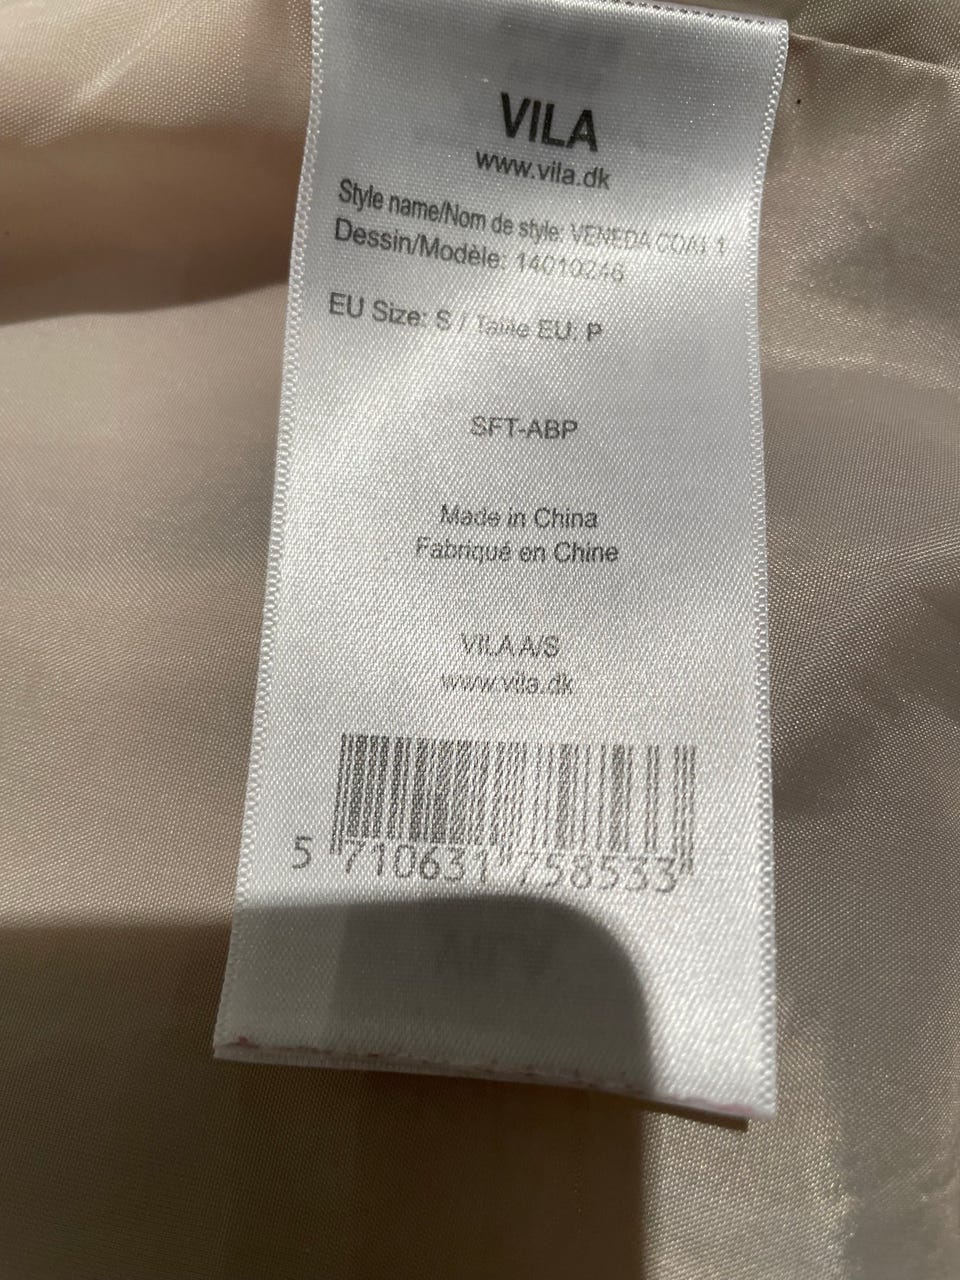 VILA
www.vila.dk
Style name/Nom de style: VENEDA COAT 1
Dessin/Modèle: 14010246
EU Size: S / Taille EU: P
SFT-ABP
Made in China
Fabriqué en Chine
VILA A/S
www.vila.dk
5 710631 758533